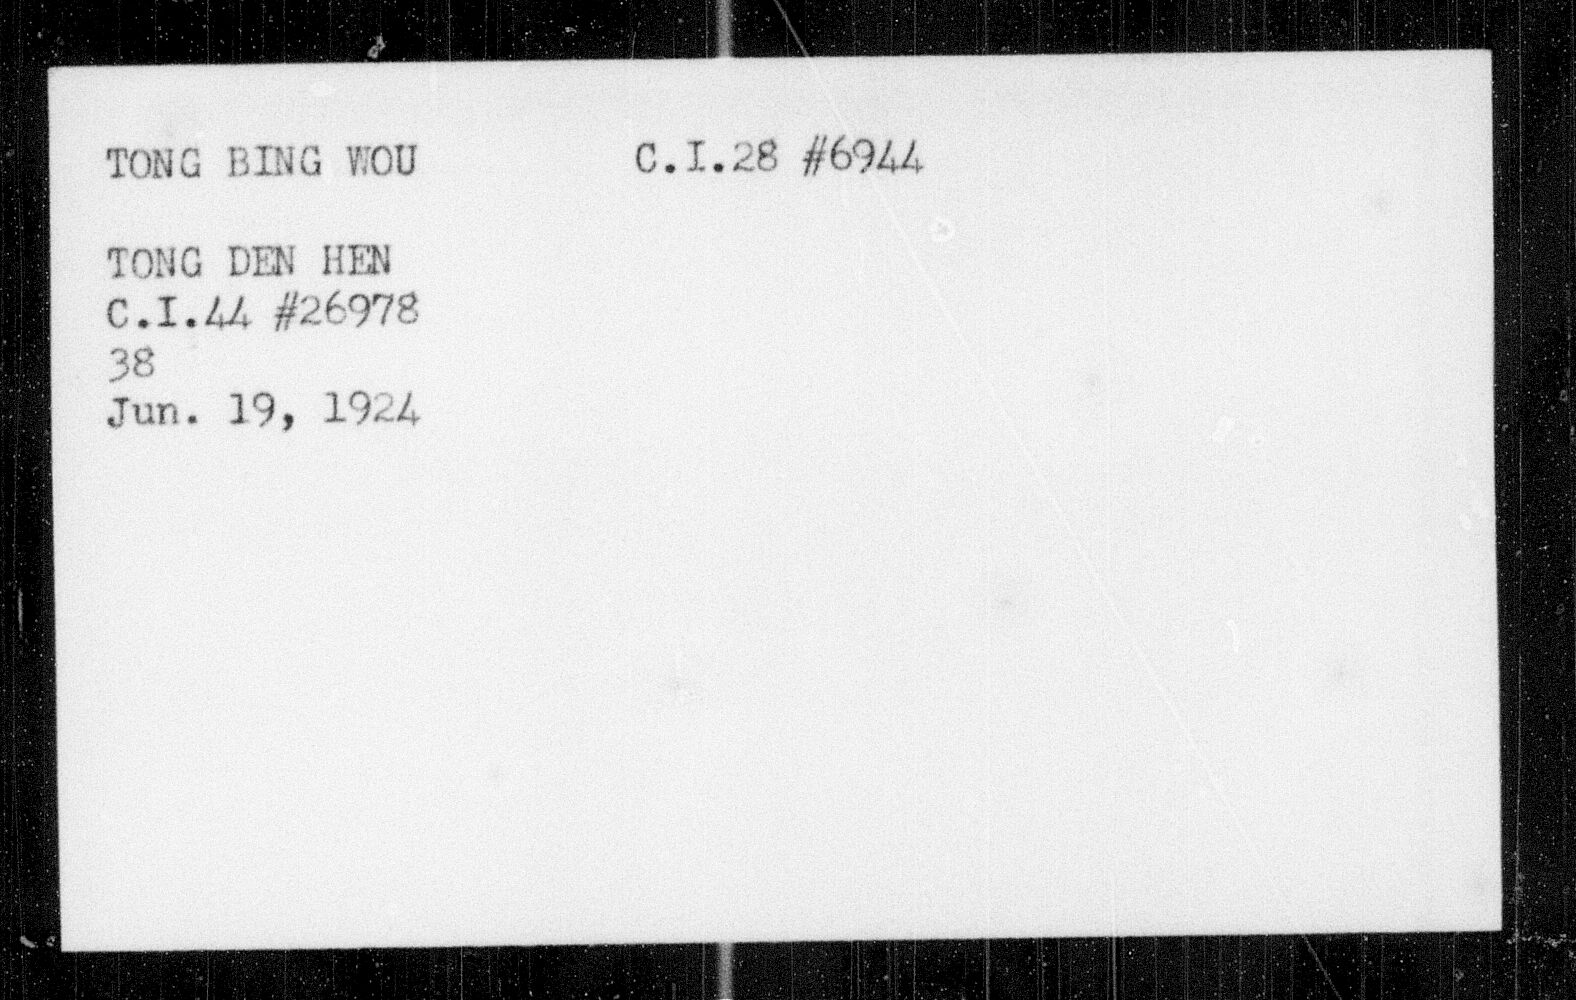 TONG BING WOU C.I.28 #6944
TONG DEN HEN
C.I.44 #26978
38
Jun. 19, 1924